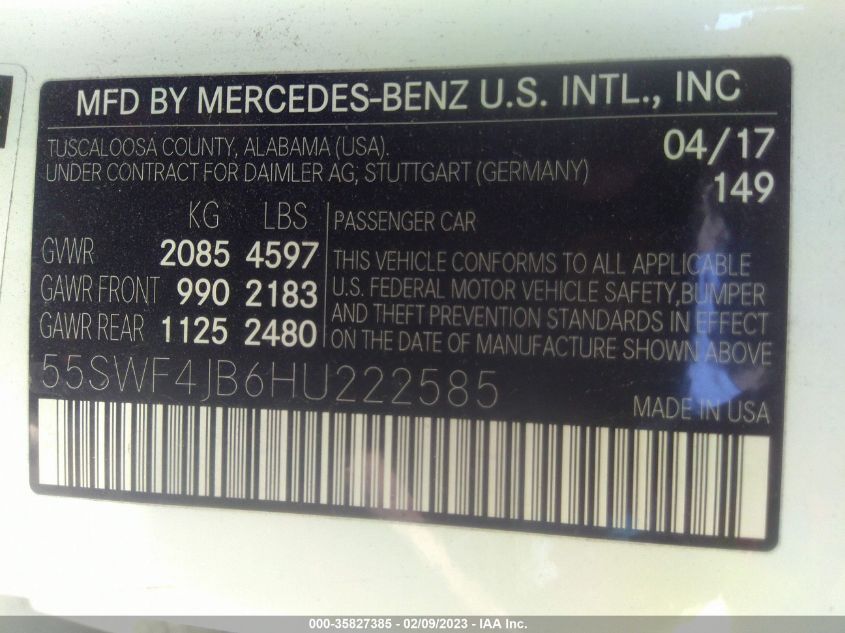 MFD BY MERCEDES-BENZ U.S. INTL., INC
TUSCALOOSA COUNTY, ALABAMA (USA).
UNDER CONTRACT FOR DAIMLER AG, STUTTGART (GERMANY)
04/17
149
KG LBS
GVWR 2085 4597
GAWR FRONT 990 2183
GAWR REAR 1125 2480
PASSENGER CAR
THIS VEHICLE CONFORMS TO ALL APPLICABLE
U.S. FEDERAL MOTOR VEHICLE SAFETY,BUMPER
AND THEFT PREVENTION STANDARDS IN EFFECT
ON THE DATE OF MANUFACTURE SHOWN ABOVE.
55SWF4JB6HU222585
MADE IN USA
000-35827385 - 02/09/2023 - IAA Inc.